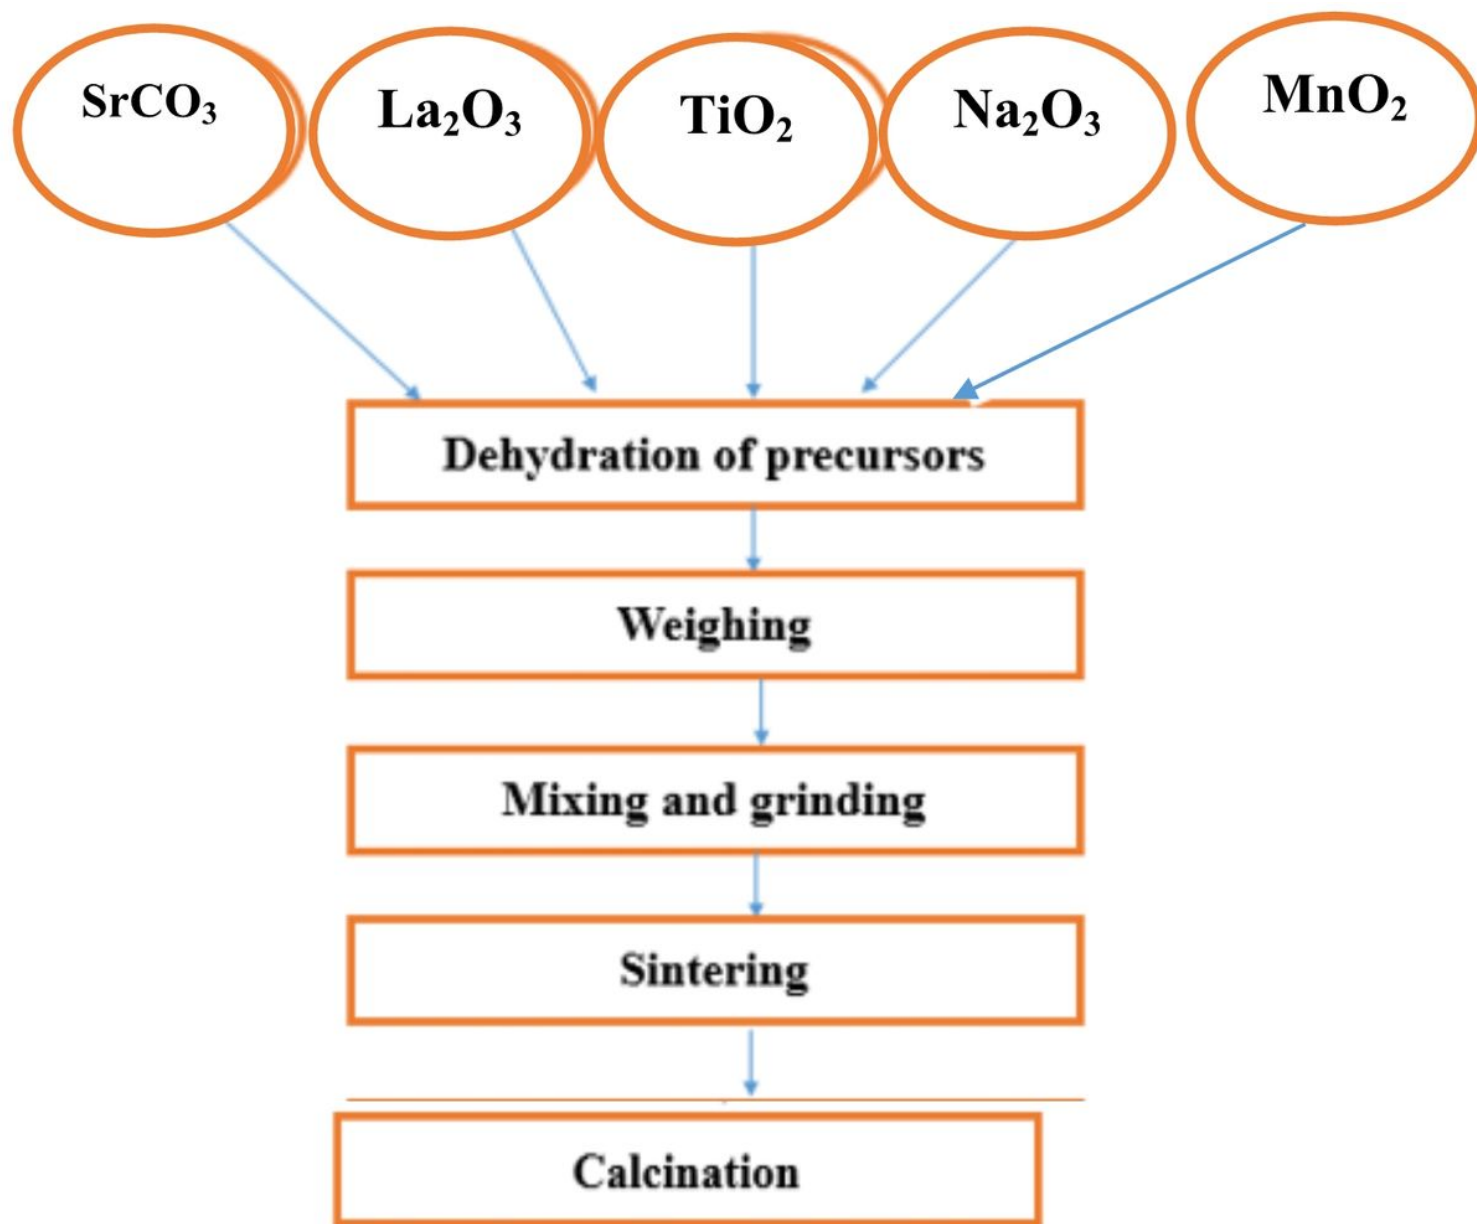 SrCO₃
La₂O₃
TiO₂
Na₂O₃
MnO₂
Dehydration of precursors
Weighing
Mixing and grinding
Sintering
Calcination